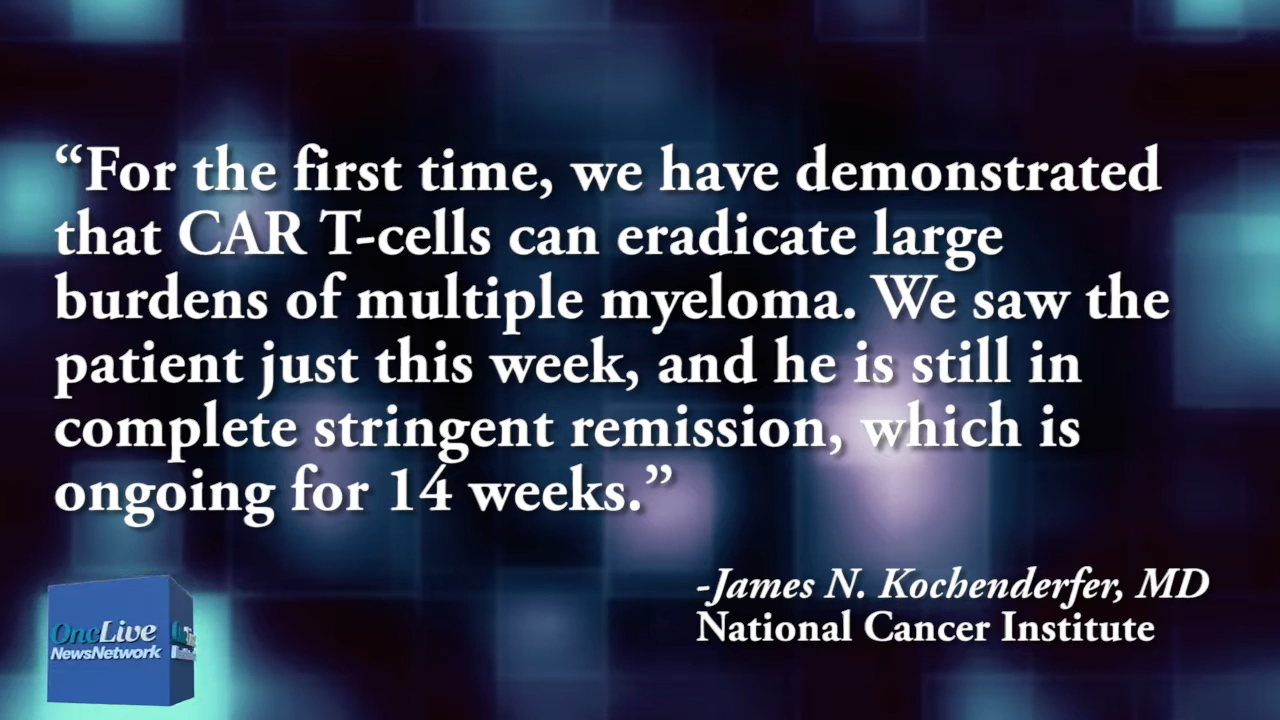 “For the first time, we have demonstrated
that CAR T-cells can eradicate large
burdens of multiple myeloma. We saw the
patient just this week, and he is still in
complete stringent remission, which is
ongoing for 14 weeks.”
-James N. Kochenderfer, MD
National Cancer Institute
OncLive
NewsNetwork